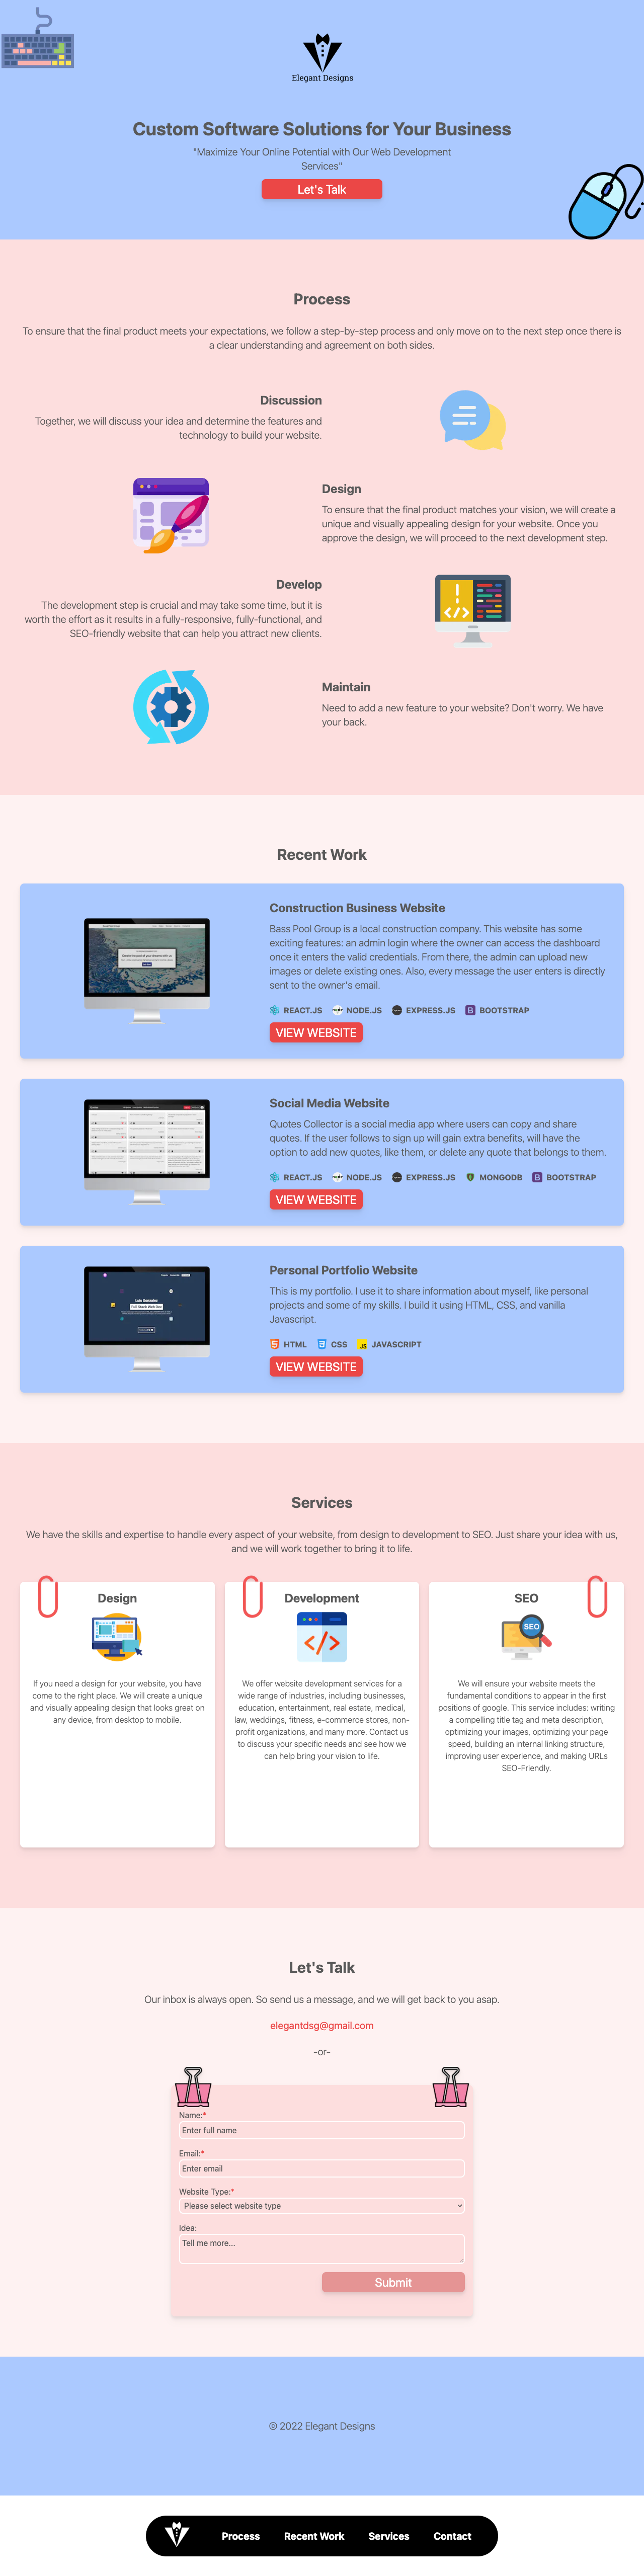 Elegant Designs
Custom Software Solutions for Your Business
"Maximize Your Online Potential with Our Web Development
Services"
Let's Talk
Process
To ensure that the final product meets your expectations, we follow a step-by-step process and only move on to the next step once there is
a clear understanding and agreement on both sides.
Discussion
Together, we will discuss your idea and determine the features and
technology to build your website.
Design
To ensure that the final product matches your vision, we will create a
unique and visually appealing design for your website. Once you
approve the design, we will proceed to the next development step.
Develop
The development step is crucial and may take some time, but it is
worth the effort as it results in a fully-responsive, fully-functional, and
SEO-friendly website that can help you attract new clients.
Maintain
Need to add a new feature to your website? Don't worry. We have
your back.
Recent Work
Construction Business Website
Bass Pool Group is a local construction company. This website has some
exciting features: an admin login where the owner can access the dashboard
once it enters the valid credentials. From there, the admin can upload new
images or delete existing ones. Also, every message the user enters is directly
sent to the owner's email.
REACT.JS NODE.JS EXPRESS.JS BOOTSTRAP
VIEW WEBSITE
Social Media Website
Quotes Collector is a social media app where users can copy and share
quotes. If the user follows to sign up will gain extra benefits, will have the
option to add new quotes, like them, or delete any quote that belongs to them.
REACT.JS NODE.JS EXPRESS.JS MONGODB BOOTSTRAP
VIEW WEBSITE
Luis Gonzalez
Full Stack Web Dev
Personal Portfolio Website
This is my portfolio. I use it to share information about myself, like personal
projects and some of my skills. I build it using HTML, CSS, and vanilla
Javascript.
HTML CSS JS JAVASCRIPT
VIEW WEBSITE
Services
We have the skills and expertise to handle every aspect of your website, from design to development to SEO. Just share your idea with us,
and we will work together to bring it to life.
Design
If you need a design for your website, you have
come to the right place. We will create a unique
and visually appealing design that looks great on
any device, from desktop to mobile.
Development
We offer website development services for a
wide range of industries, including businesses,
education, entertainment, real estate, medical,
law, weddings, fitness, e-commerce stores, non-
profit organizations, and many more. Contact us
to discuss your specific needs and see how we
can help bring your vision to life.
SEO
SEO
We will ensure your website meets the
fundamental conditions to appear in the first
positions of google. This service includes: writing
a compelling title tag and meta description,
optimizing your images, optimizing your page
speed, building an internal linking structure,
improving user experience, and making URLs
SEO-Friendly.
Let's Talk
Our inbox is always open. So send us a message, and we will get back to you asap.
elegantdsg@gmail.com
-or-
Name:*
Enter full name
Email:*
Enter email
Website Type:*
Please select website type
Idea:
Tell me more...
Submit
© 2022 Elegant Designs
Process Recent Work Services Contact